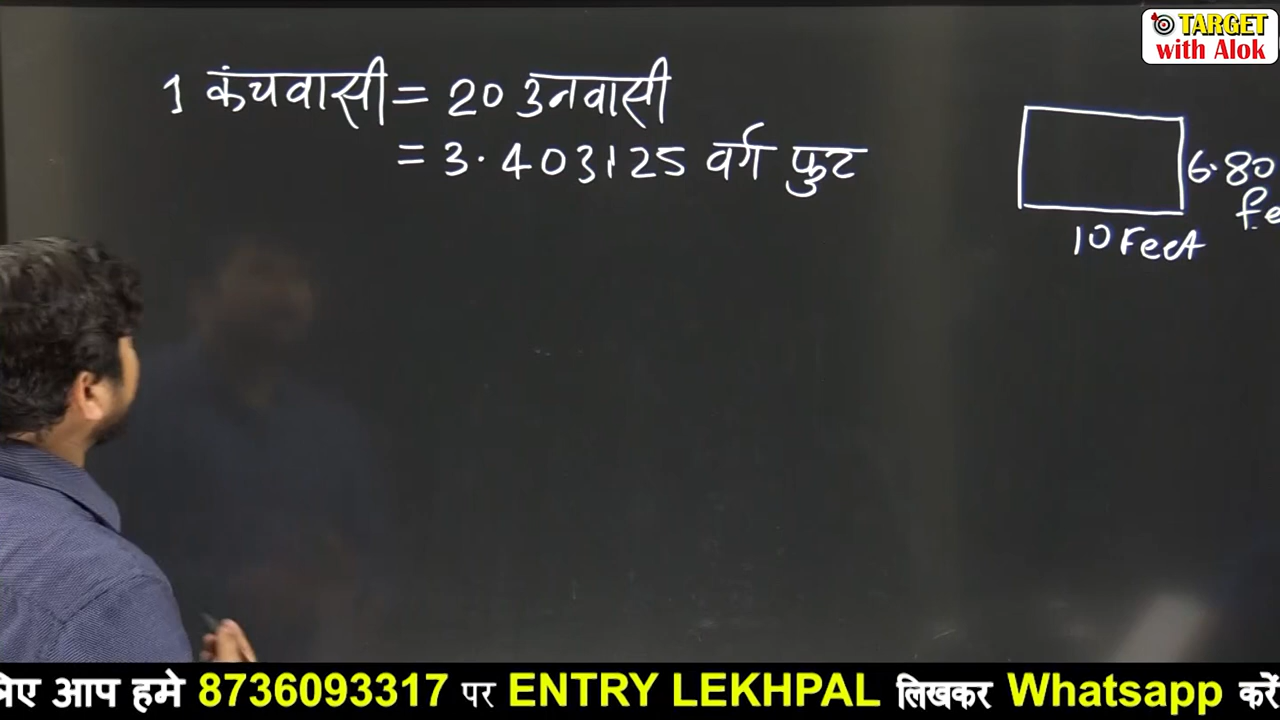 TARGET
with Alok
1 कंचवासी = 20 उनवासी
= 3.403125 वर्ग फुट
6.80
10 Feet
आप हमे 8736093317 पर ENTRY LEKHPAL लिखकर Whatsapp करें